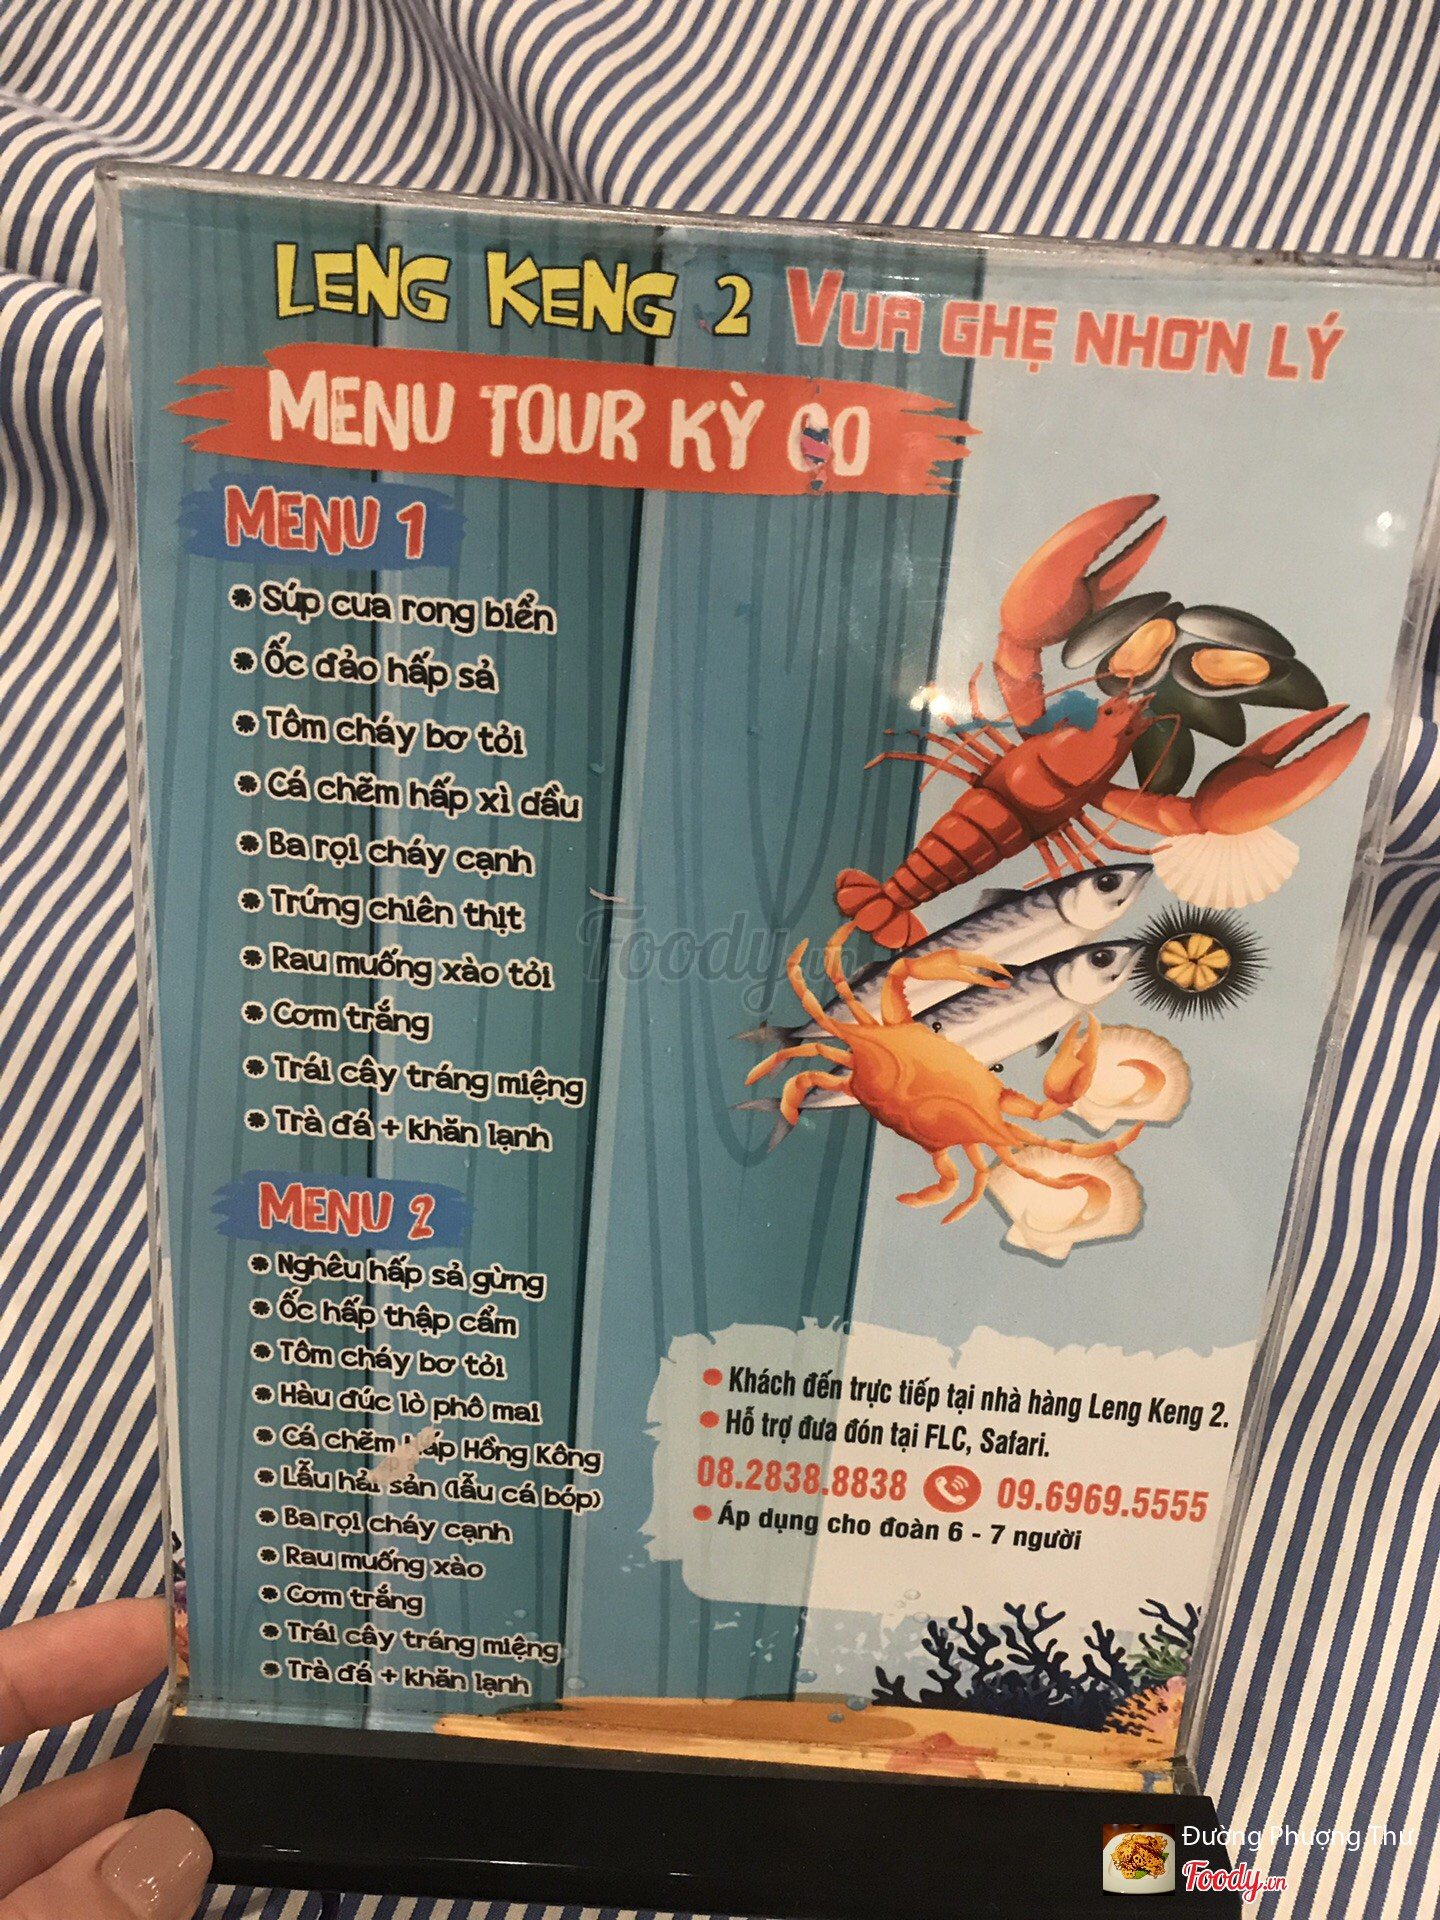 LENG KENG 2 VUA GHẸ NHƠN LÝ
MENU TOUR KỲ CO
MENU 1
Súp cua rong biển
Ốc đảo hấp sả
Tôm cháy bơ tỏi
Cá chẽm hấp xì dầu
Ba rọi cháy cạnh
Trứng chiên thịt
Rau muống xào tỏi
Cơm trắng
Trái cây tráng miệng
Trà đá + khăn lạnh
MENU 2
Nghêu hấp sả gừng
Ốc hấp thập cẩm
Tôm cháy bơ tỏi
Hàu đúc lò phô mai
Cá chẽm Hấp Hồng Kông
Lẩu hải sản (lẩu cá bóp)
Ba rọi cháy cạnh
Rau muống xào
Cơm trắng
Trái cây tráng miệng
Trà đá + khăn lạnh
Khách đến trực tiếp tại nhà hàng Leng Keng 2.
Hỗ trợ đưa đón tại FLC, Safari.
08.2838.8838 09.6969.5555
Áp dụng cho đoàn 6 - 7 người
Foody.vn
Đường Phượng Thư
Foody.vn